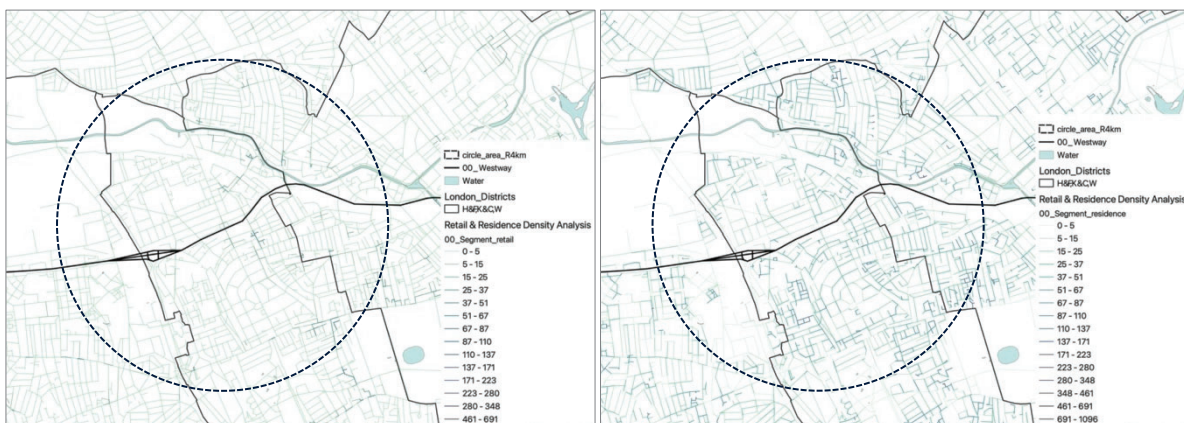 circle_area_R4km
00_Westway
Water
London_Districts
H&FK&C,W
Retail & Residence Density Analysis
00_Segment_retail
0 - 5
5 - 15
15 - 25
25 - 37
37 - 51
51 - 67
67 - 87
87 - 110
110 - 137
137 - 171
171 - 223
223 - 280
280 - 348
461 - 691
circle_area_R4km
00_Westway
Water
London_Districts
H&FK&C,W
Retail & Residence Density Analysis
00_Segment_residence
0 - 5
5 - 15
15 - 25
25 - 37
37 - 51
51 - 67
67 - 87
87 - 110
110 - 137
137 - 171
171 - 223
223 - 280
280 - 348
348 - 461
461 - 691
691 - 1096